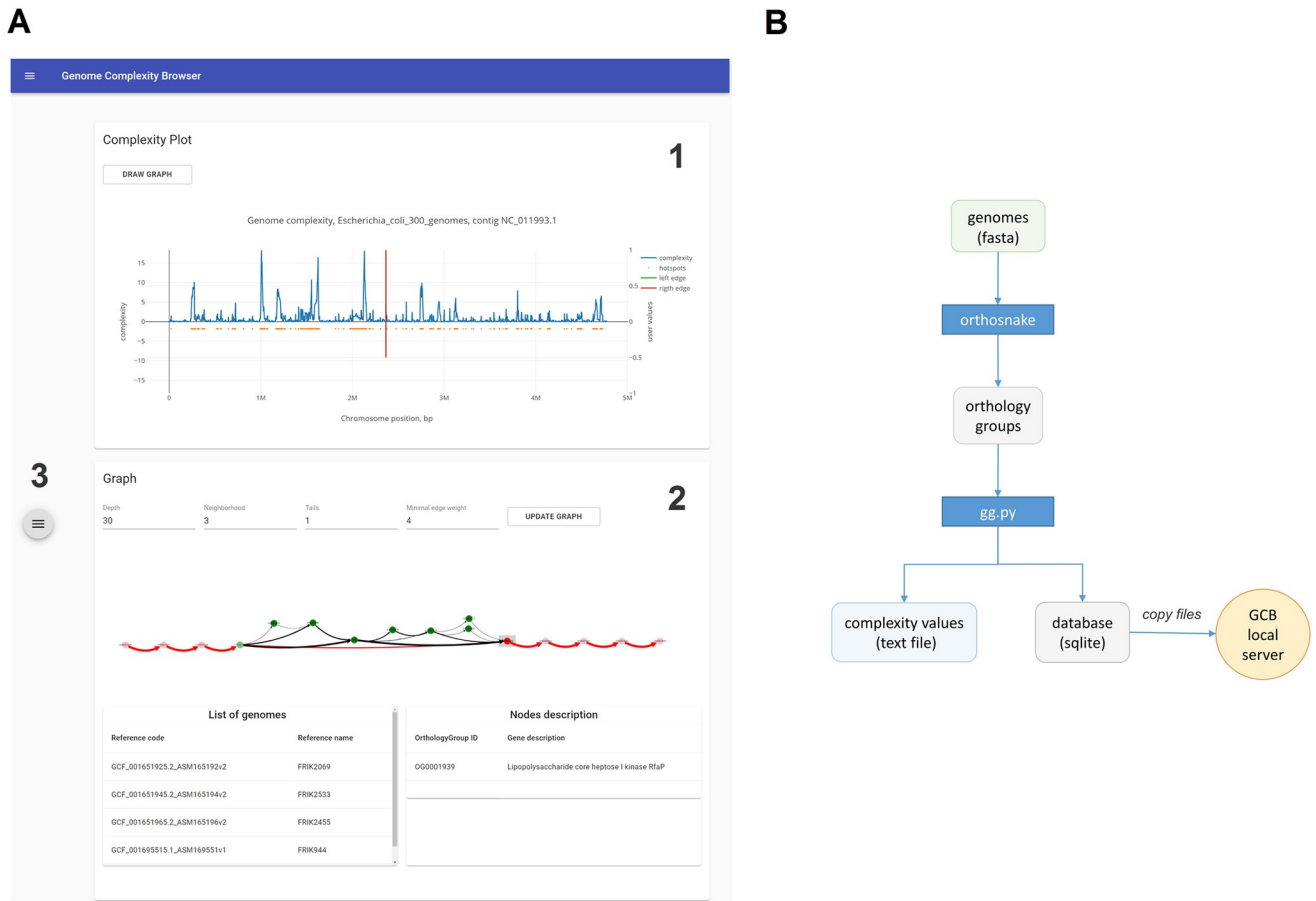 A
B
Genome Complexity Browser
Complexity Plot
1
DRAW GRAPH
Genome complexity, Escherichia_coli_300_genomes, contig NC_011993.1
complexity
hotspots
left edge
rigth edge
15
10
5
0
−5
−10
−15
complexity
1
0.5
0
−0.5
−1
user values
0
1M
2M
3M
4M
5M
Chromosome position, bp
3
Graph
2
Depth
30
Neighborhood
3
Tails
1
Minimal edge weight
4
UPDATE GRAPH
List of genomes
Reference code Reference name
GCF_001651925.2_ASM165192v2 FRIK2069
GCF_001651945.2_ASM165194v2 FRIK2533
GCF_001651965.2_ASM165196v2 FRIK2455
GCF_001695515.1_ASM169551v1 FRIK944
Nodes description
OrthologyGroup ID Gene description
OG0001939 Lipopolysaccharide core heptose I kinase RfaP
genomes
(fasta)
orthosnake
orthology
groups
gg.py
complexity values
(text file)
database
(sqlite)
copy files
GCB
local
server